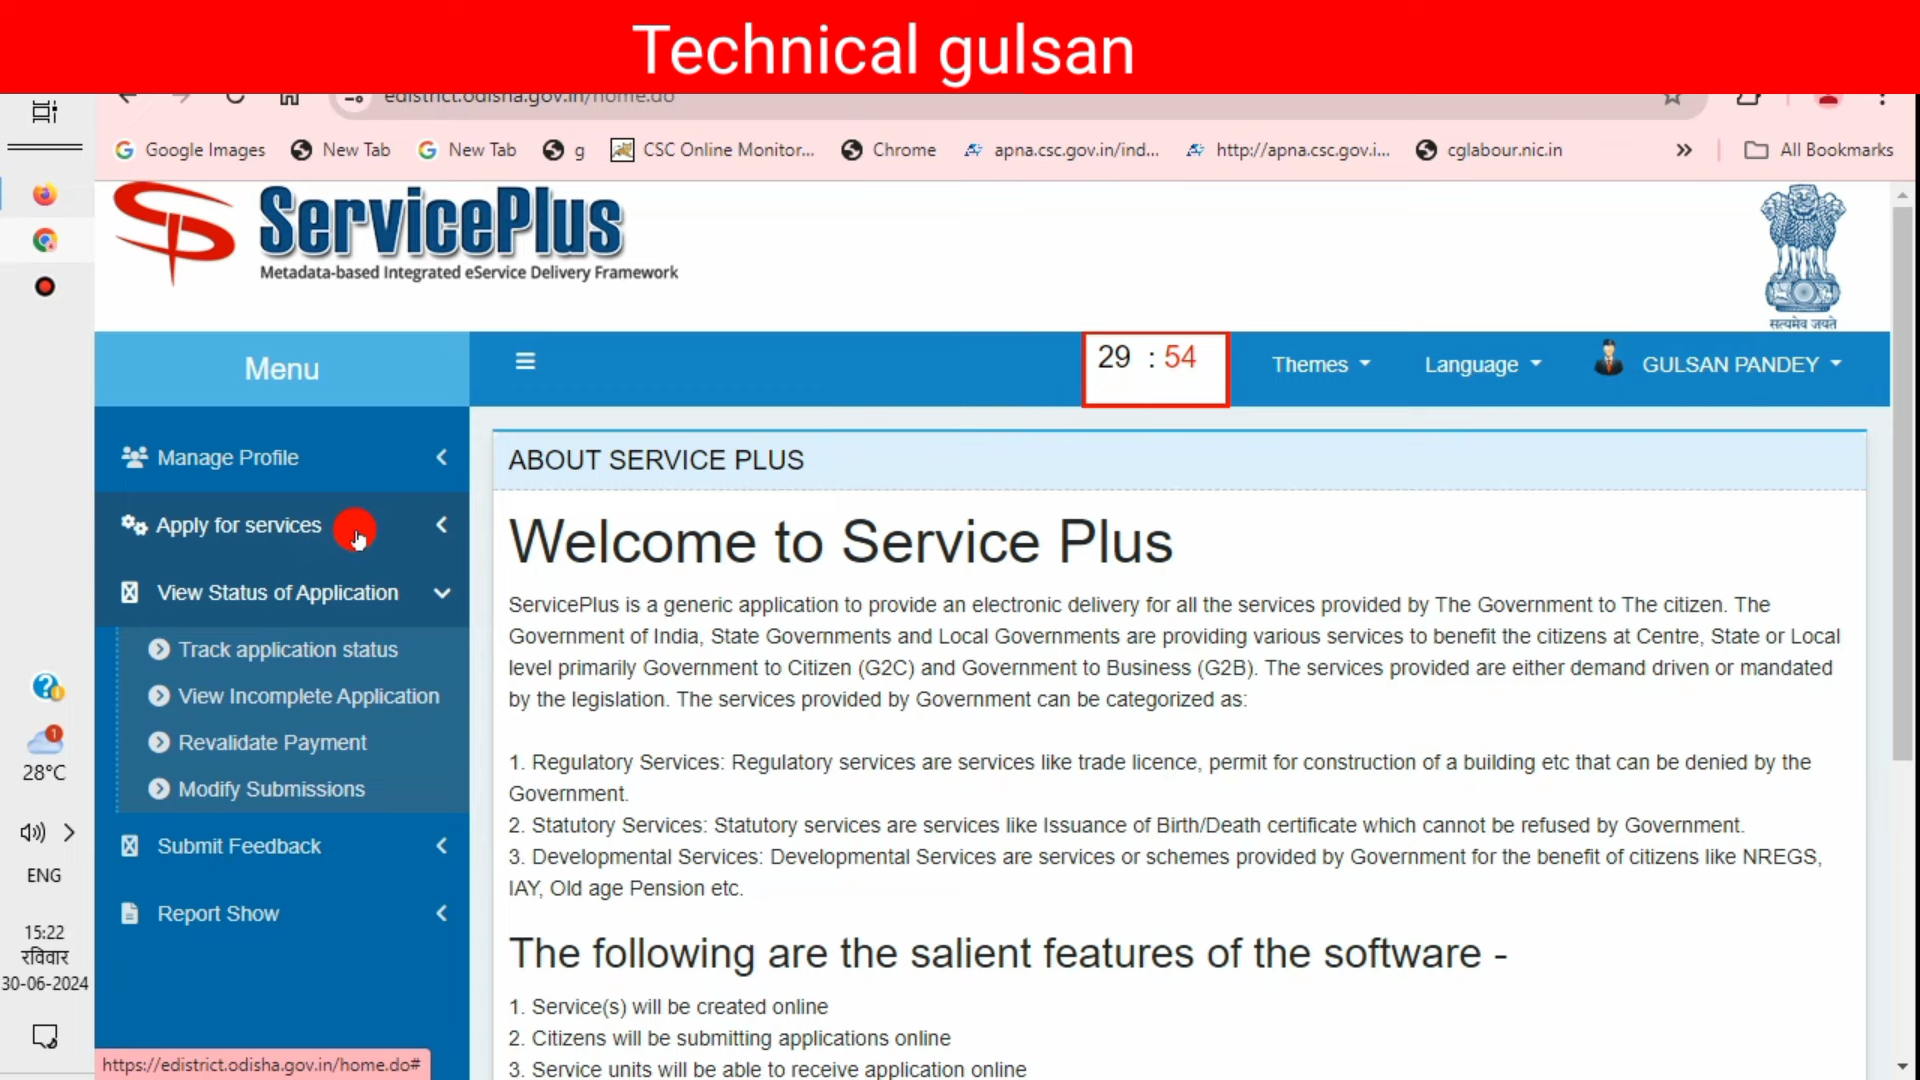 Technical gulsan
edistrict.odisha.gov.in/home.do
Google Images
New Tab
New Tab
g
CSC Online Monitor...
Chrome
apna.csc.gov.in/ind...
http://apna.csc.gov.i...
cglabour.nic.in
All Bookmarks
ServicePlus
Metadata-based Integrated eService Delivery Framework
सत्यमेव जयते
Menu
29 : 54
Themes
Language
GULSAN PANDEY
Manage Profile
Apply for services
View Status of Application
Track application status
View Incomplete Application
Revalidate Payment
Modify Submissions
Submit Feedback
Report Show
ABOUT SERVICE PLUS
Welcome to Service Plus
ServicePlus is a generic application to provide an electronic delivery for all the services provided by The Government to The citizen. The
Government of India, State Governments and Local Governments are providing various services to benefit the citizens at Centre, State or Local
level primarily Government to Citizen (G2C) and Government to Business (G2B). The services provided are either demand driven or mandated
by the legislation. The services provided by Government can be categorized as:
1. Regulatory Services: Regulatory services are services like trade licence, permit for construction of a building etc that can be denied by the
Government.
2. Statutory Services: Statutory services are services like Issuance of Birth/Death certificate which cannot be refused by Government.
3. Developmental Services: Developmental Services are services or schemes provided by Government for the benefit of citizens like NREGS,
IAY, Old age Pension etc.
The following are the salient features of the software -
1. Service(s) will be created online
2. Citizens will be submitting applications online
3. Service units will be able to receive application online
1
28°C
ENG
15:22
रविवार
30-06-2024
https://edistrict.odisha.gov.in/home.do#